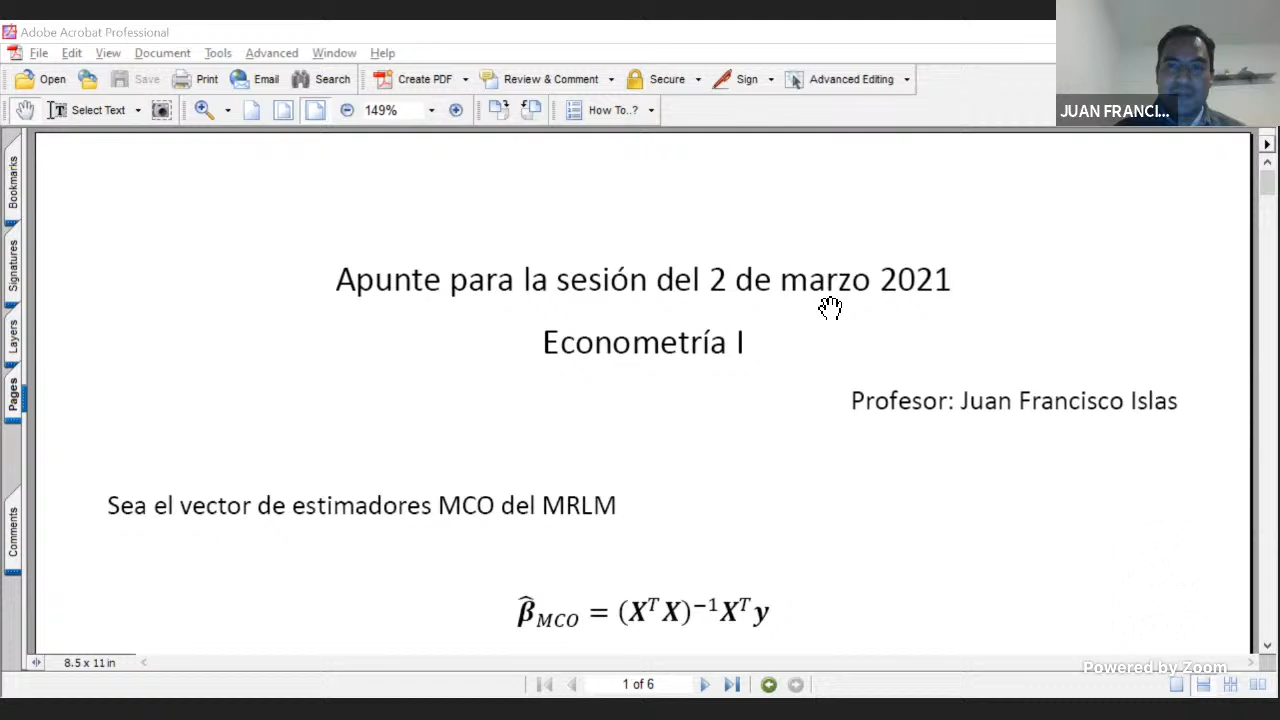 Adobe Acrobat Professional
File Edit View Document Tools Advanced Window Help
Open Save Print Email Search Create PDF Review & Comment Secure Sign Advanced Editing
Select Text 149% How To..?
JUAN FRANCI...
Bookmarks
Signatures
Layers
Pages
Comments
Apunte para la sesión del 2 de marzo 2021
Econometría I
Profesor: Juan Francisco Islas
Sea el vector de estimadores MCO del MRLM
β̂_MCO = (XᵀX)⁻¹Xᵀy
8.5 x 11 in
Powered by Zoom
1 of 6